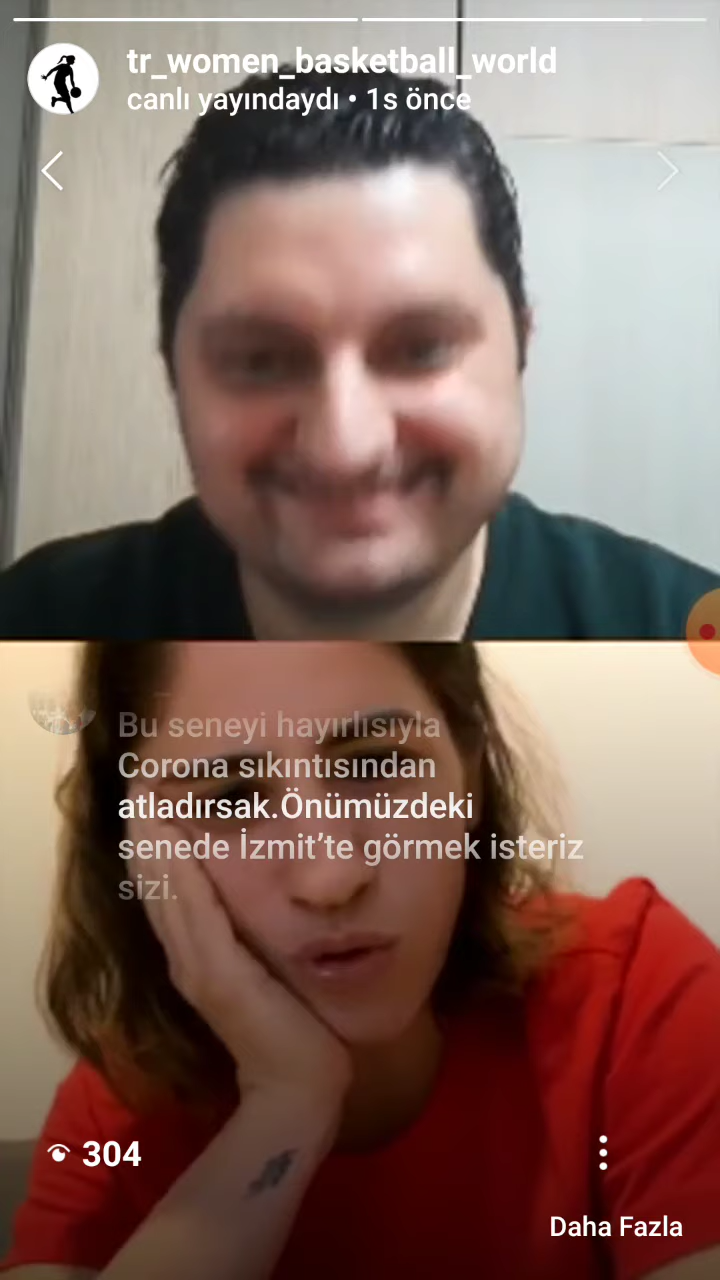 tr_women_basketball_world
canlı yayındaydı • 1s önce
Bu seneyi hayırlısıyla
Corona sıkıntısından
atladırsak.Önümüzdeki
senede İzmit’te görmek isteriz
sizi.
304
Daha Fazla